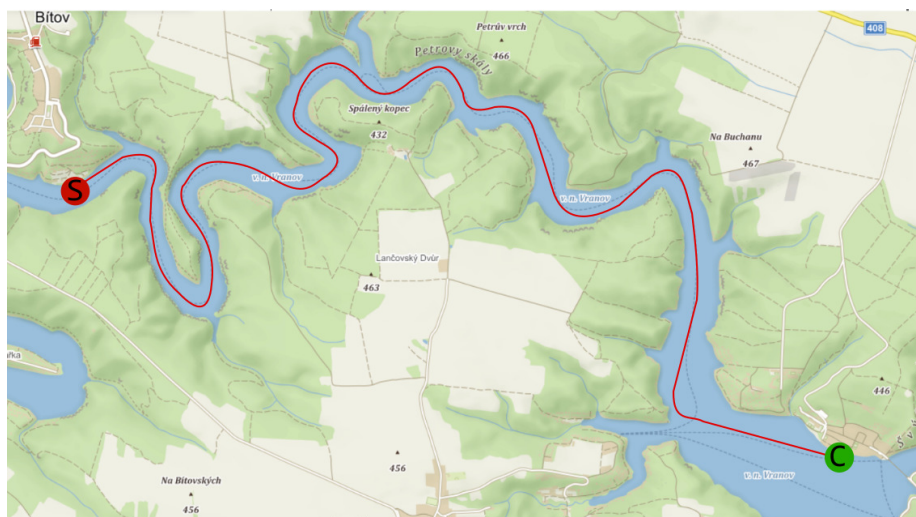 Bítov
Petrův vrch
466
408
Petrovy skály
Spálený kopec
432
Na Buchanu
467
v. n. Vranov
S
v. n. Vranov
Lančovský Dvůr
463
446
C
456
v. n. Vranov
Na Bítovských
456